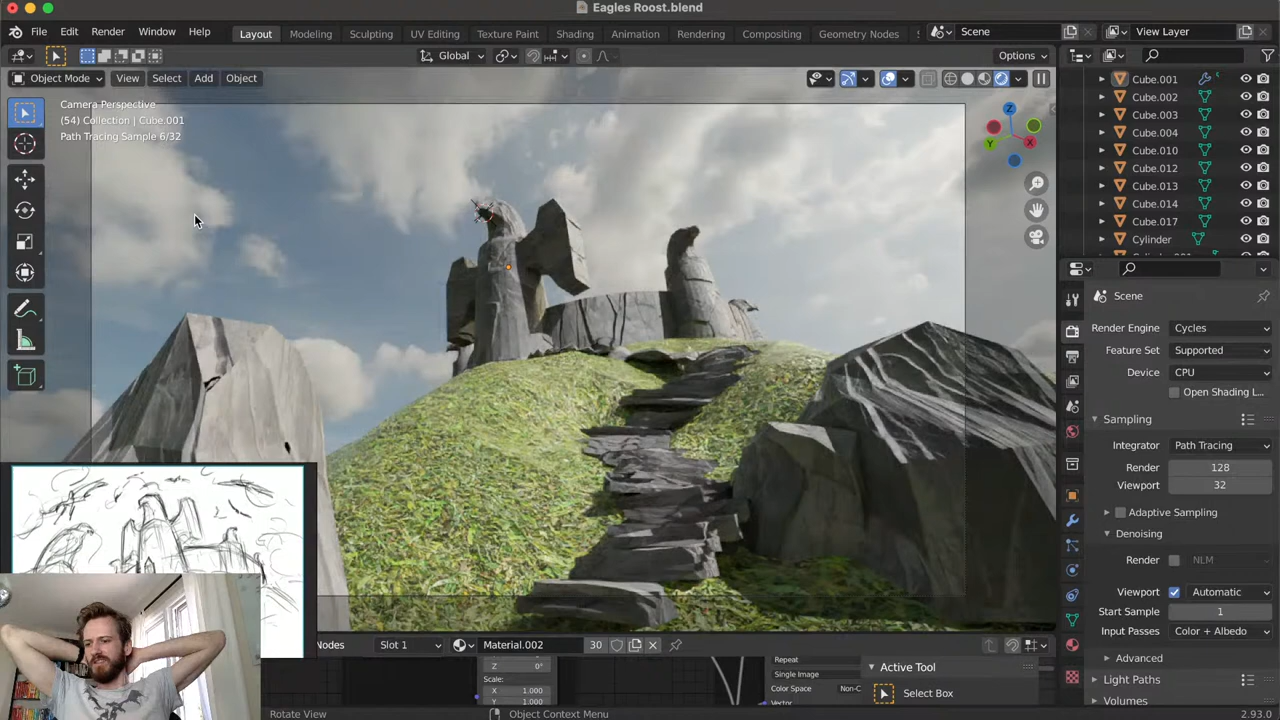 Eagles Roost.blend
File Edit Render Window Help
Layout Modeling Sculpting UV Editing Texture Paint Shading Animation Rendering Compositing Geometry Nodes
Scene
View Layer
Global
Options
Object Mode View Select Add Object
Camera Perspective
(54) Collection | Cube.001
Path Tracing Sample 6/32
Z
Y
X
Cube.001
Cube.002
Cube.003
Cube.004
Cube.010
Cube.012
Cube.013
Cube.014
Cube.017
Cylinder
Scene
Render Engine Cycles
Feature Set Supported
Device CPU
Open Shading L...
Sampling
Integrator Path Tracing
Render 128
Viewport 32
Adaptive Sampling
Denoising
Render NLM
Viewport Automatic
Start Sample 1
Input Passes Color + Albedo
Advanced
Light Paths
Volumes
Nodes Slot 1 Material.002 30
Z 0°
Scale:
X 1.000
Y 1.000
Repeat
Single Image
Color Space Non-C
Vector
Active Tool
Select Box
Rotate View
Object Context Menu
2.93.0